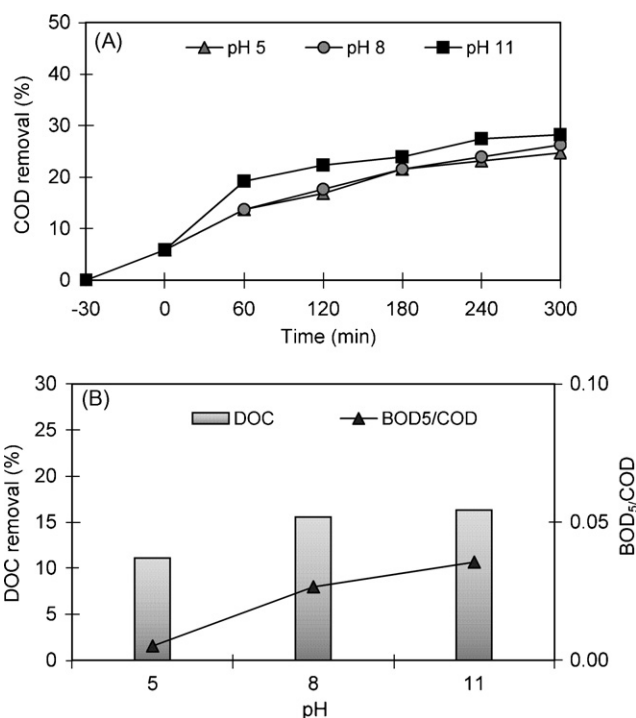 (A)
pH 5 pH 8 pH 11
COD removal (%)
50
40
30
20
10
0
-30 0 60 120 180 240 300
Time (min)
(B)
DOC BOD5/COD
DOC removal (%)
30
25
20
15
10
5
0
0.10
0.05
0.00
BOD₅/COD
5 8 11
pH